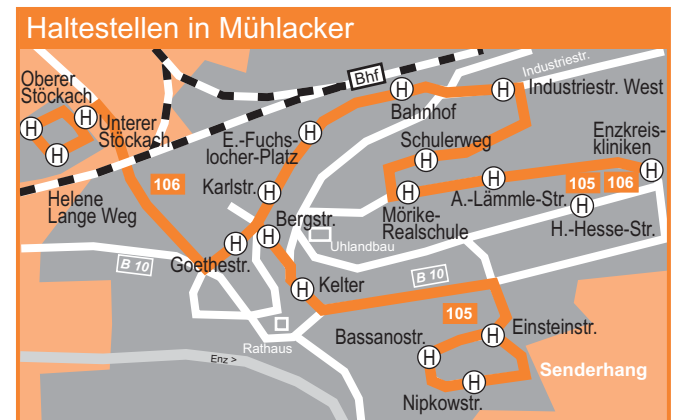 Haltestellen in Mühlacker
Oberer
Stöckach
Bhf
Industriestr.
H
H
Industriestr. West
Bahnhof
H
H
H
Unterer
Stöckach
E.-Fuchs-
locher-Platz
H
Schulerweg
H
Enzkreis-
kliniken
H
106
Karlstr.
H
105
106
Helene
Lange Weg
Bergstr.
H
H
Mörike-
Realschule
H
A.-Lämmle-Str.
H
H.-Hesse-Str.
Uhlandbau
H
Goethestr.
B 10
B 10
H
Kelter
105
Rathaus
Bassanostr.
H
H
Einsteinstr.
Enz >
Senderhang
H
Nipkowstr.